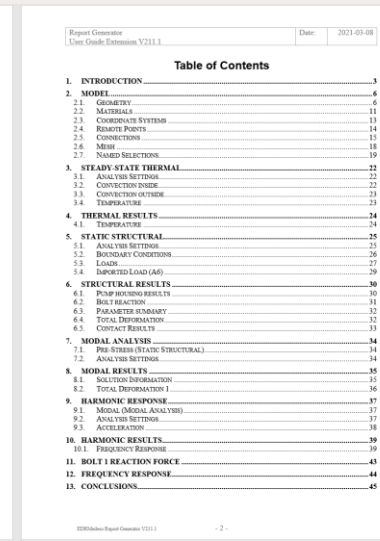 Report Generator Date: 2021-03-08
User Guide Extension V211.1
Table of Contents
1. INTRODUCTION 3
2. MODEL 6
2.1. GEOMETRY 6
2.2. MATERIALS 11
2.3. COORDINATE SYSTEMS 13
2.4. REMOTE POINTS 14
2.5. CONNECTIONS 15
2.6. MESH 18
2.7. NAMED SELECTIONS 19
3. STEADY-STATE THERMAL 22
3.1. ANALYSIS SETTINGS 22
3.2. CONVECTION INSIDE 22
3.3. CONVECTION OUTSIDE 23
3.4. TEMPERATURE 23
4. THERMAL RESULTS 24
4.1. TEMPERATURE 24
5. STATIC STRUCTURAL 25
5.1. ANALYSIS SETTINGS 25
5.2. BOUNDARY CONDITIONS 26
5.3. LOADS 27
5.4. IMPORTED LOAD (A6) 29
6. STRUCTURAL RESULTS 30
6.1. PUMP HOUSING RESULTS 30
6.2. BOLT REACTION 31
6.3. PARAMETER SUMMARY 32
6.4. TOTAL DEFORMATION 32
6.5. CONTACT RESULTS 33
7. MODAL ANALYSIS 34
7.1. PRE-STRESS (STATIC STRUCTURAL) 34
7.2. ANALYSIS SETTINGS 34
8. MODAL RESULTS 35
8.1. SOLUTION INFORMATION 35
8.2. TOTAL DEFORMATION 1 36
9. HARMONIC RESPONSE 37
9.1. MODAL (MODAL ANALYSIS) 37
9.2. ANALYSIS SETTINGS 37
9.3. ACCELERATION 38
10. HARMONIC RESULTS 39
10.1. FREQUENCY RESPONSE 39
11. BOLT 1 REACTION FORCE 43
12. FREQUENCY RESPONSE 44
13. CONCLUSIONS 45
Report Generator V211.1 - 2 -